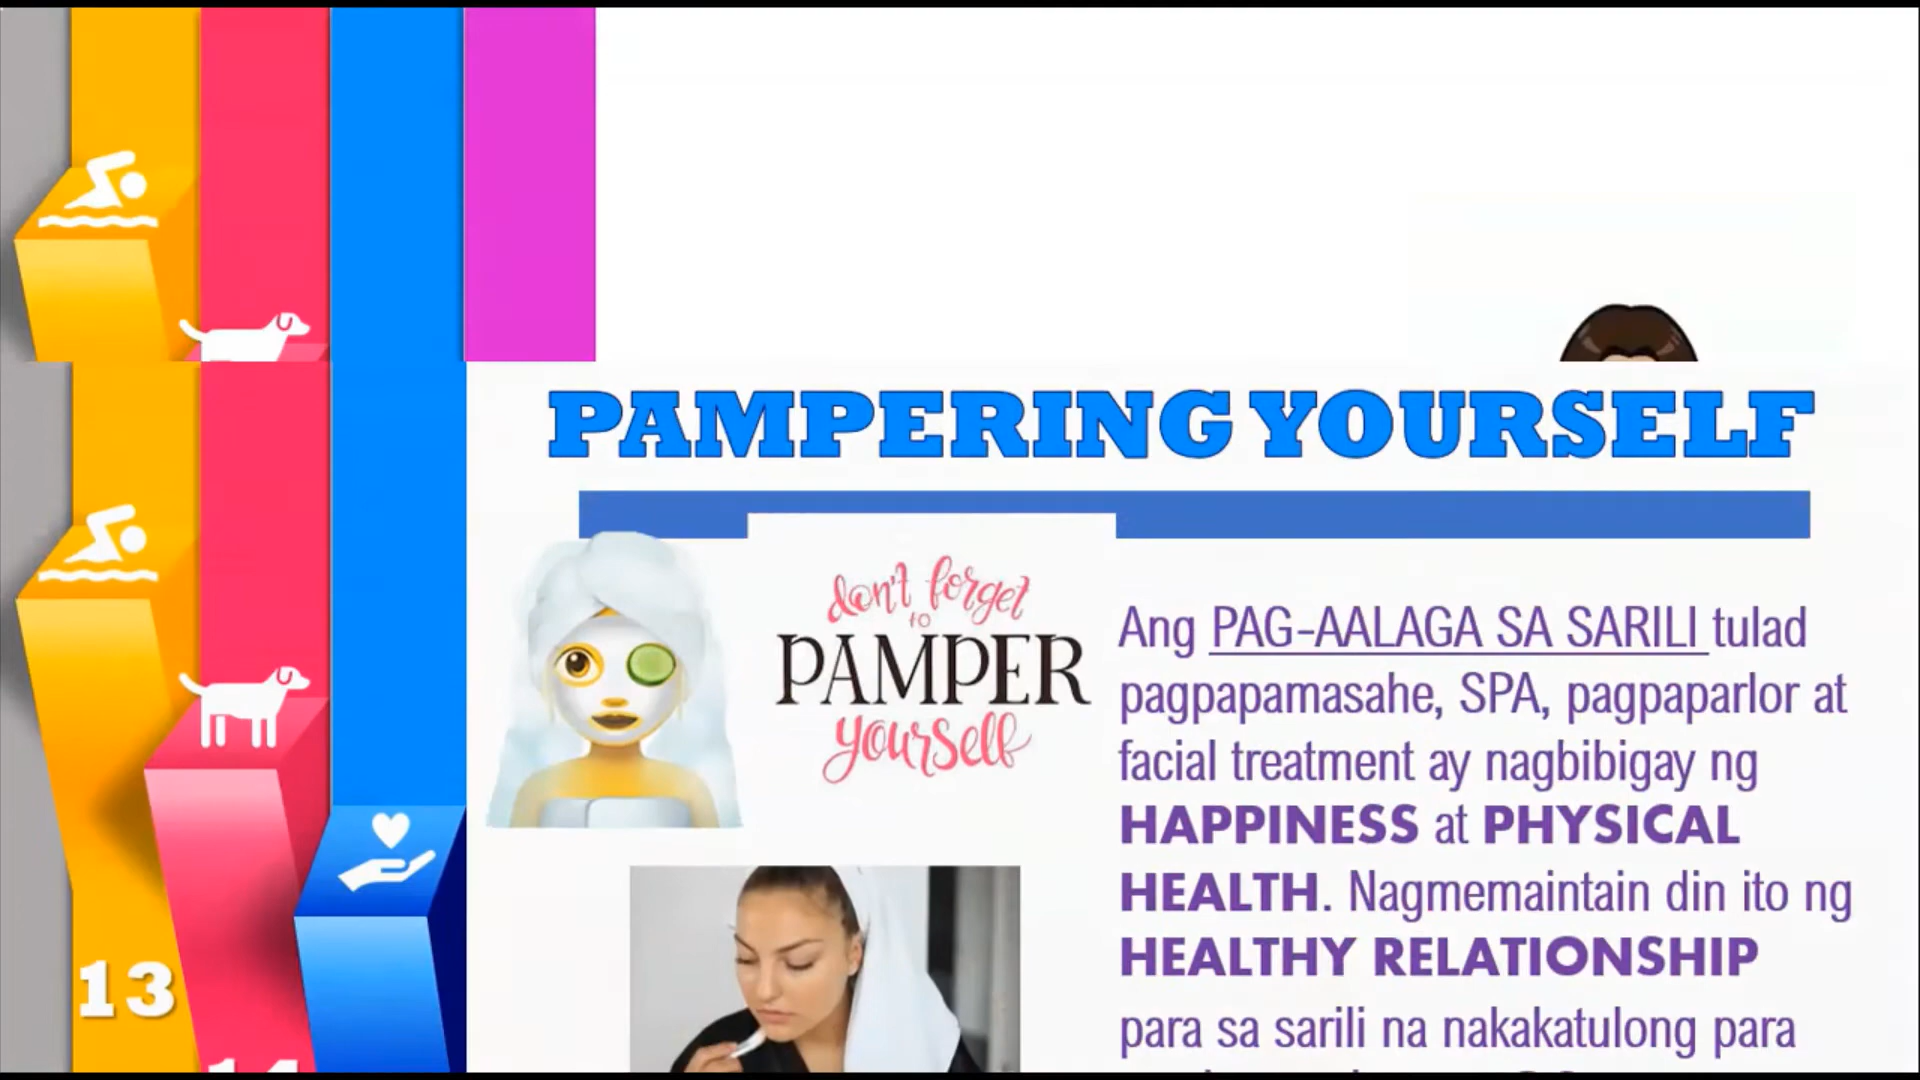 PAMPERING YOURSELF
don't forget
to
PAMPER
yourself
Ang PAG-AALAGA SA SARILI tulad
pagpapamasahe, SPA, pagpaparlor at
facial treatment ay nagbibigay ng
HAPPINESS at PHYSICAL
HEALTH. Nagmemaintain din ito ng
HEALTHY RELATIONSHIP
para sa sarili na nakakatulong para
13